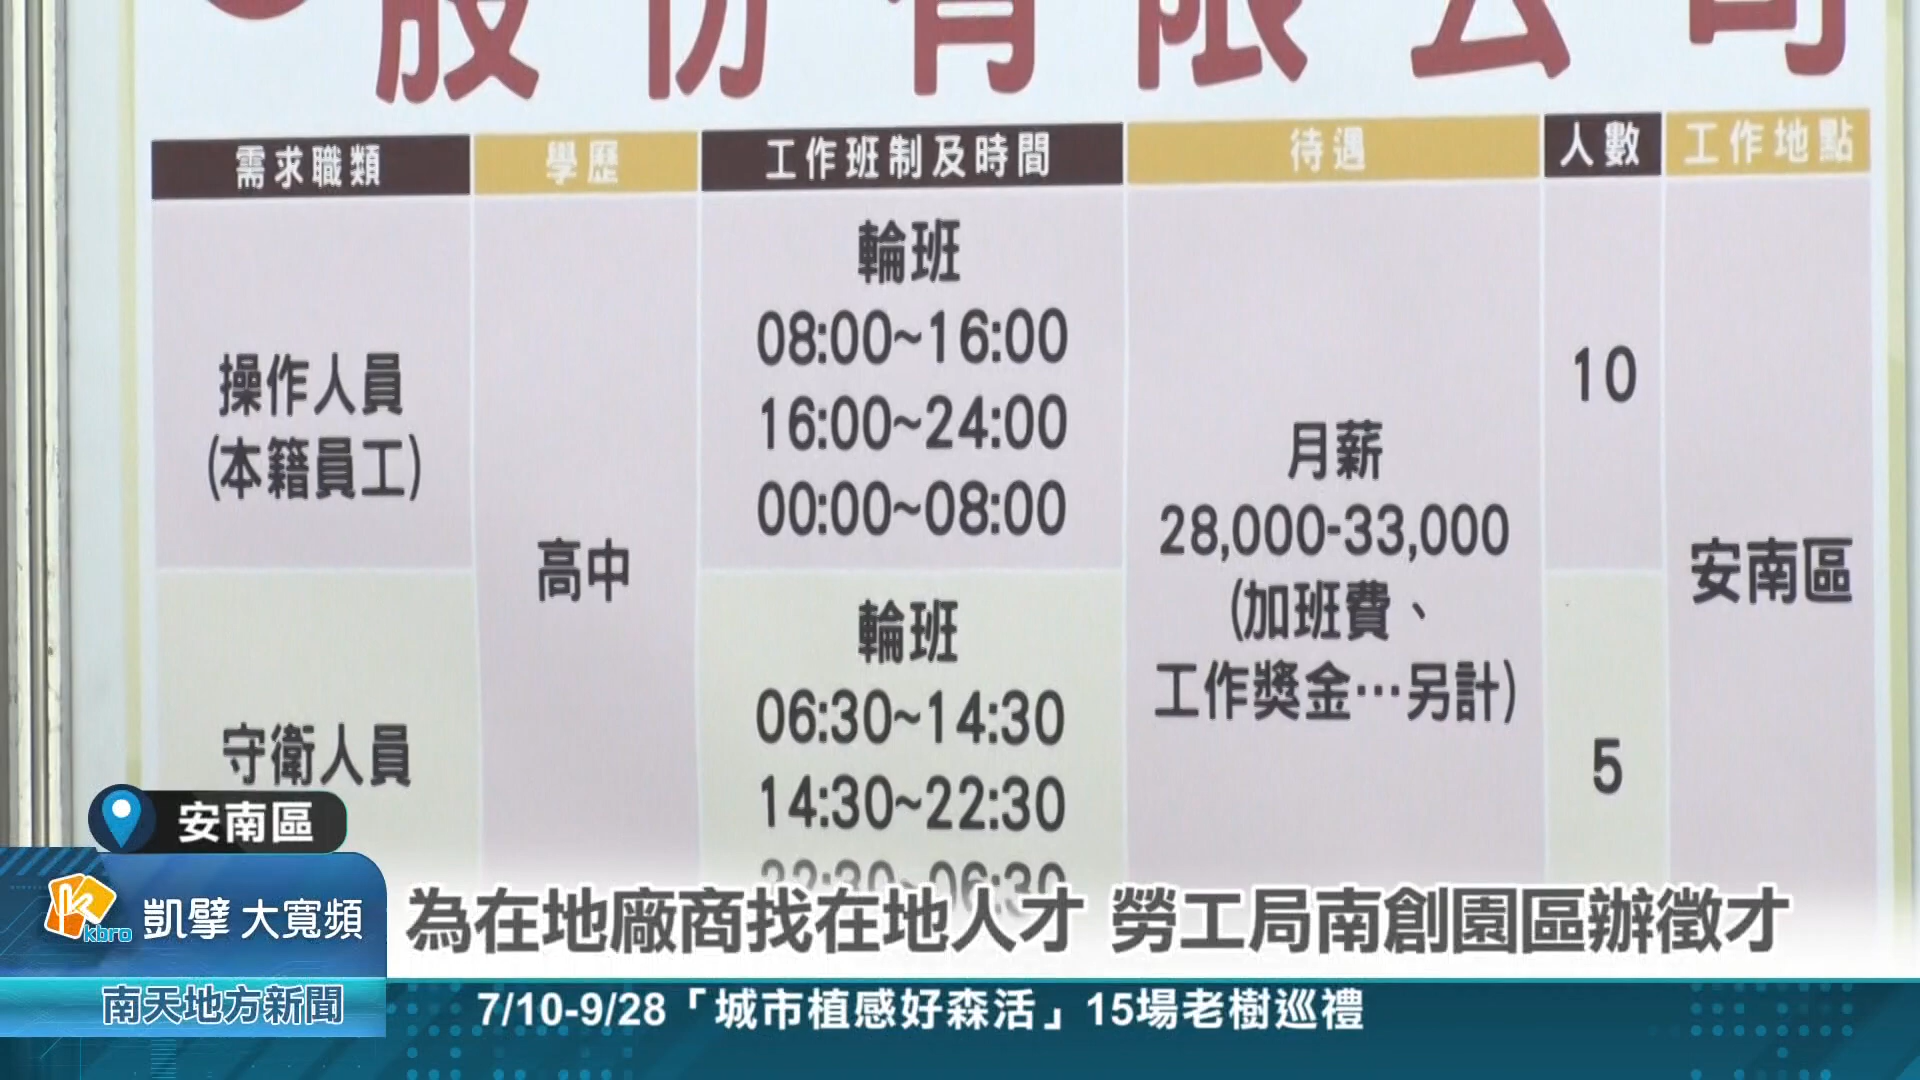 股份有限公司
需求職類 學歷 工作班制及時間 待遇 人數 工作地點
操作人員
(本籍員工)
高中
輪班
08:00~16:00
16:00~24:00
00:00~08:00
月薪
28,000-33,000
(加班費、
工作獎金…另計)
10
安南區
守衛人員
輪班
06:30~14:30
14:30~22:30
22:30~06:30
5
安南區
kbro 凱擘大寬頻
為在地廠商找在地人才 勞工局南創園區辦徵才
南天地方新聞
7/10-9/28「城市植感好森活」15場老樹巡禮